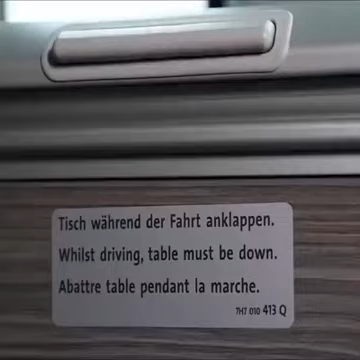 Tisch während der Fahrt anklappen.
Whilst driving, table must be down.
Abattre table pendant la marche.
7H7 010 413 Q